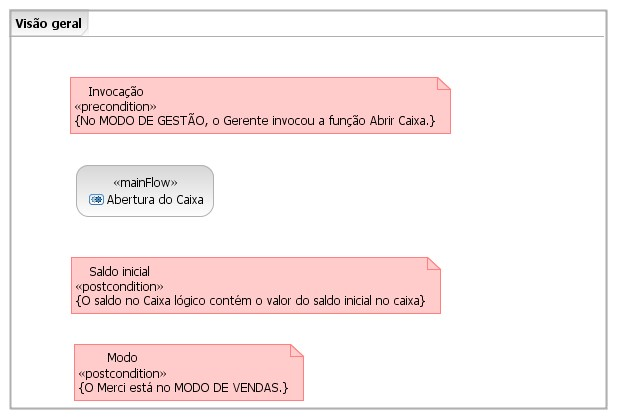 Visão geral
Invocação
«precondition»
{No MODO DE GESTÃO, o Gerente invocou a função Abrir Caixa.}
«mainFlow»
Abertura do Caixa
Saldo inicial
«postcondition»
{O saldo no Caixa lógico contém o valor do saldo inicial no caixa}
Modo
«postcondition»
{O Merci está no MODO DE VENDAS.}